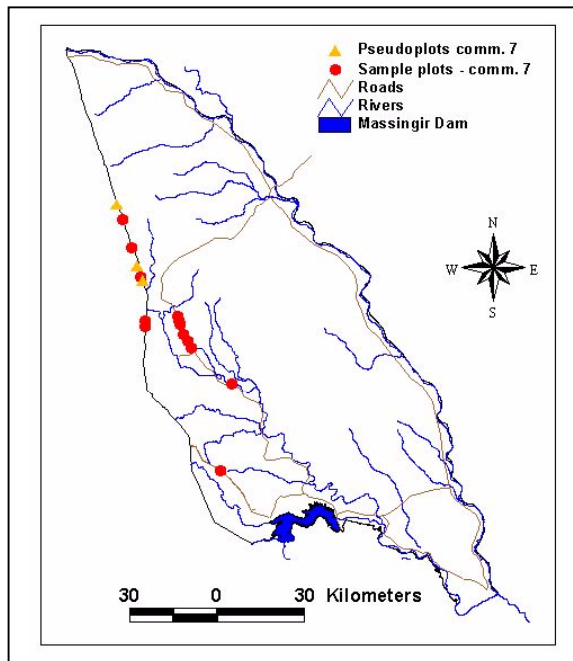 Pseudoplots comm. 7
Sample plots - comm. 7
Roads
Rivers
Massingir Dam
N
W E
S
30 0 30 Kilometers